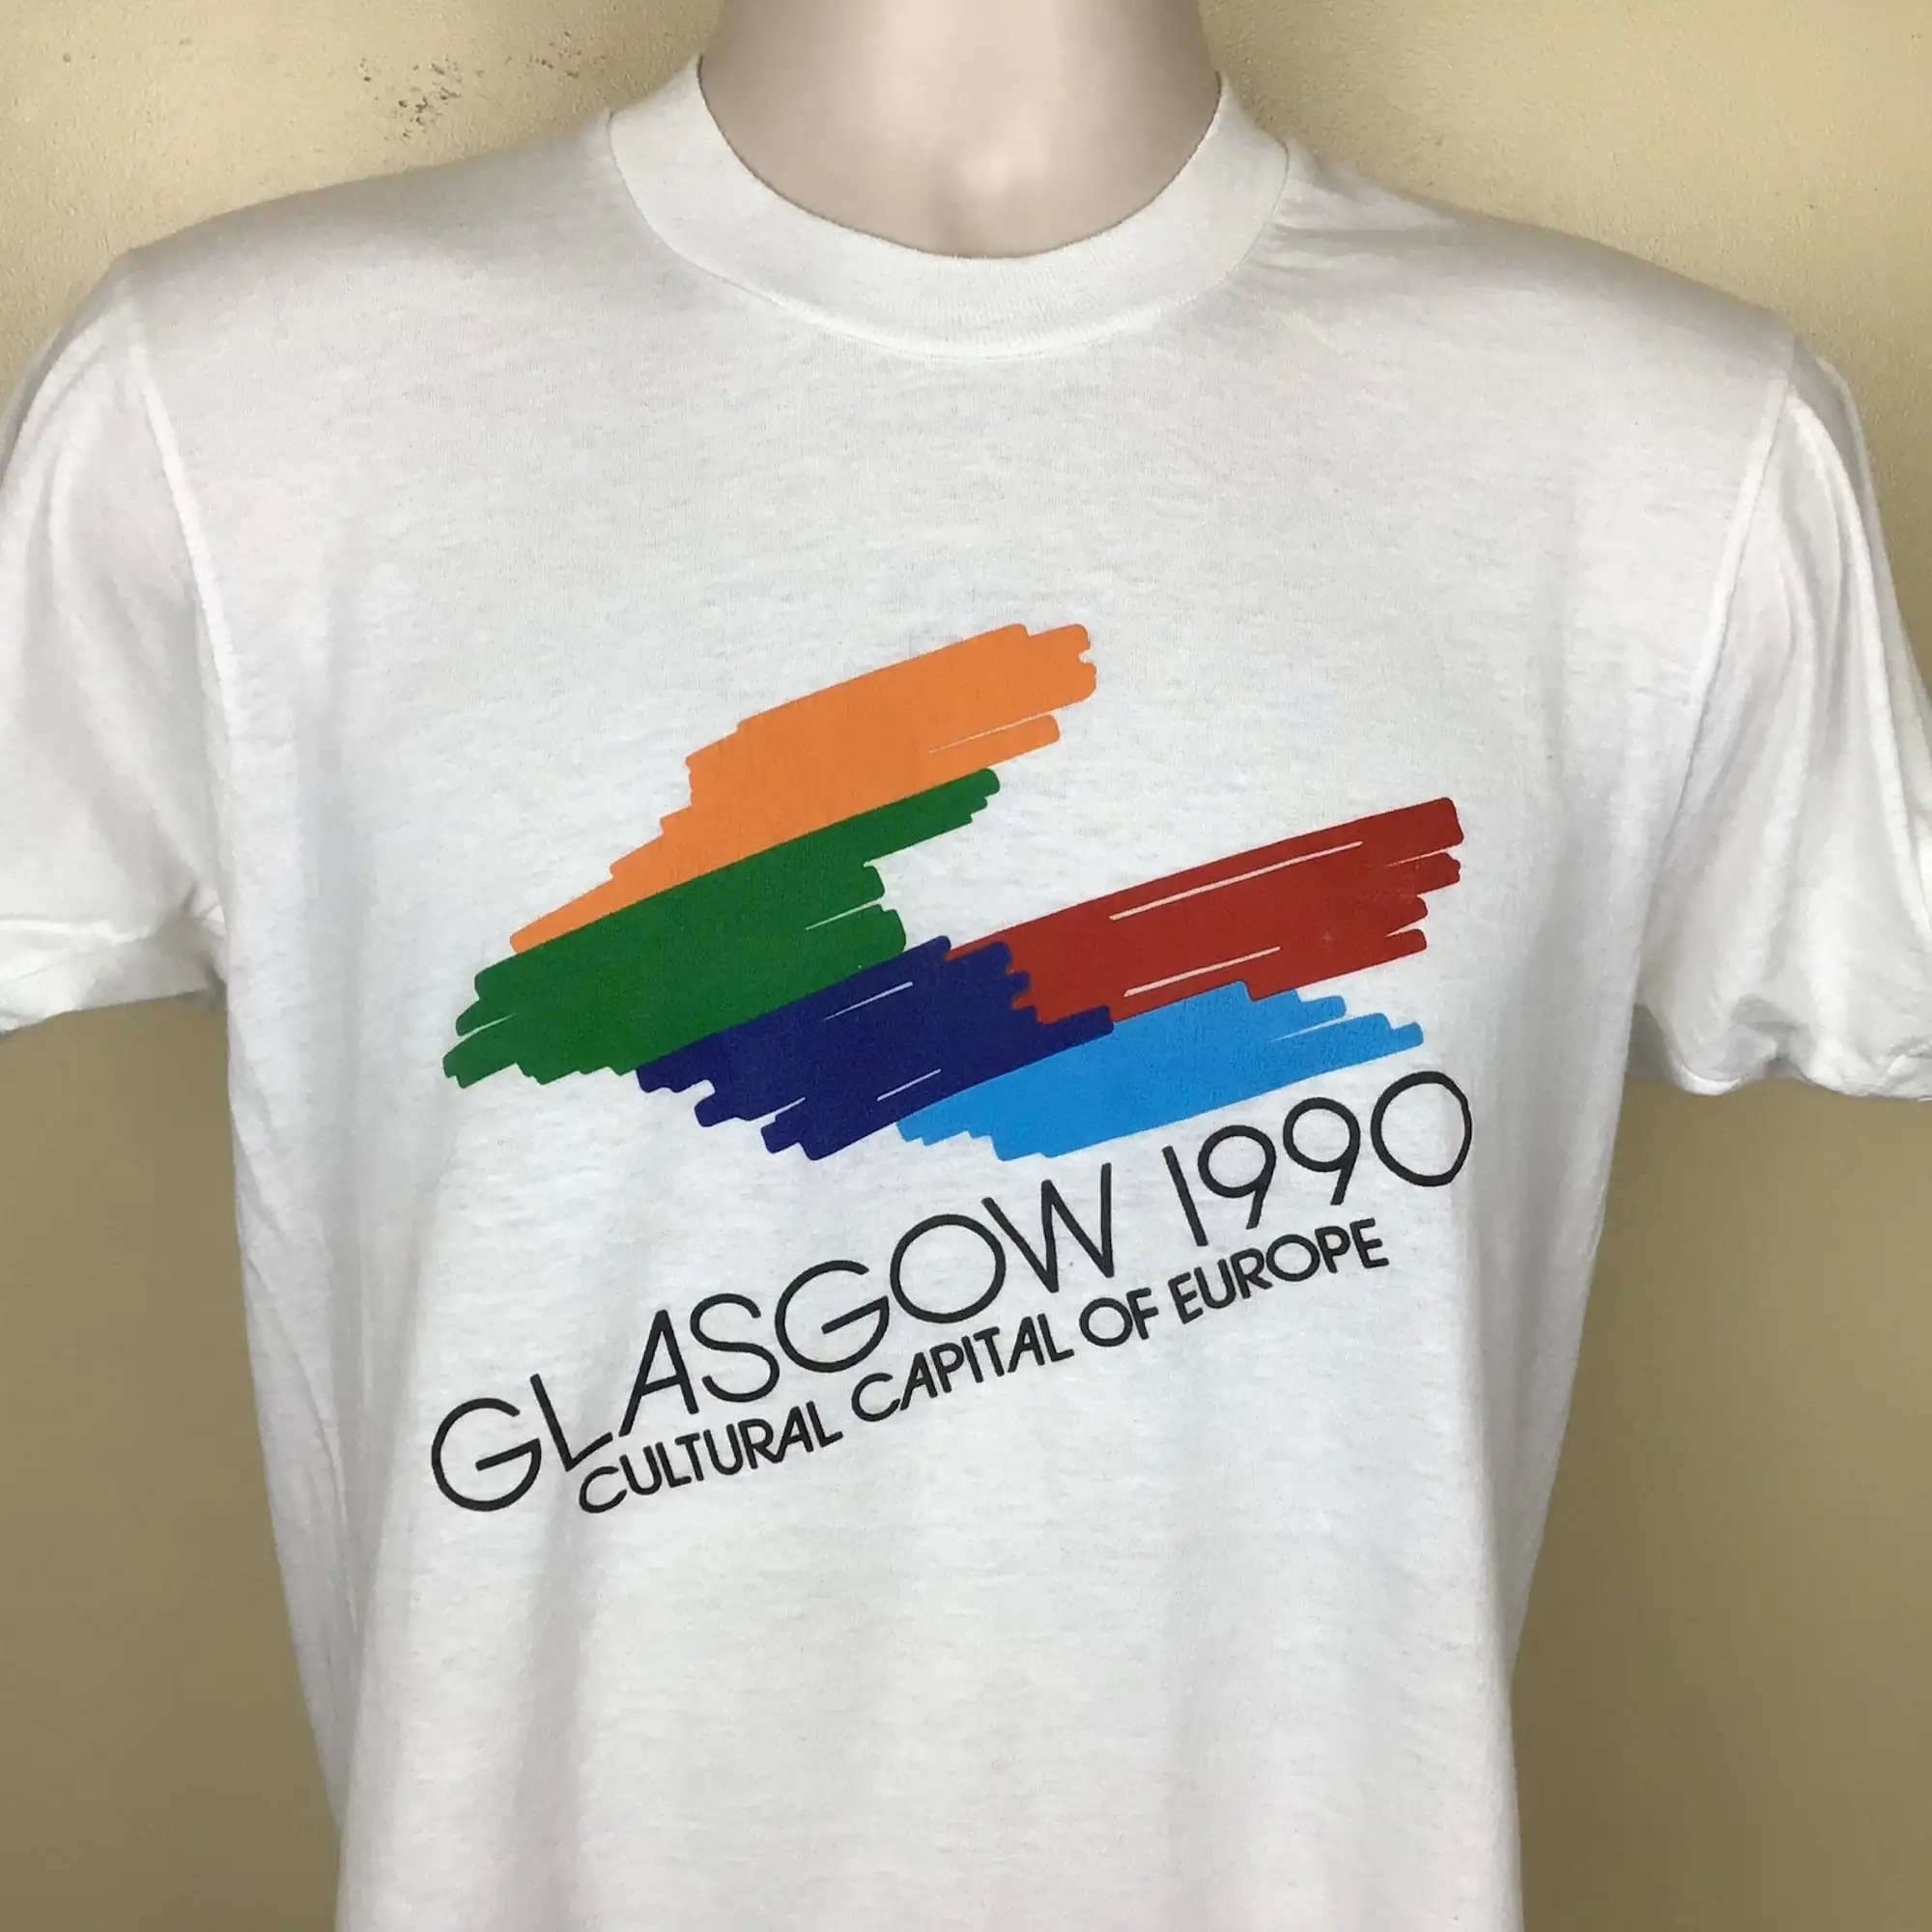 GLASGOW 1990
CULTURAL CAPITAL OF EUROPE